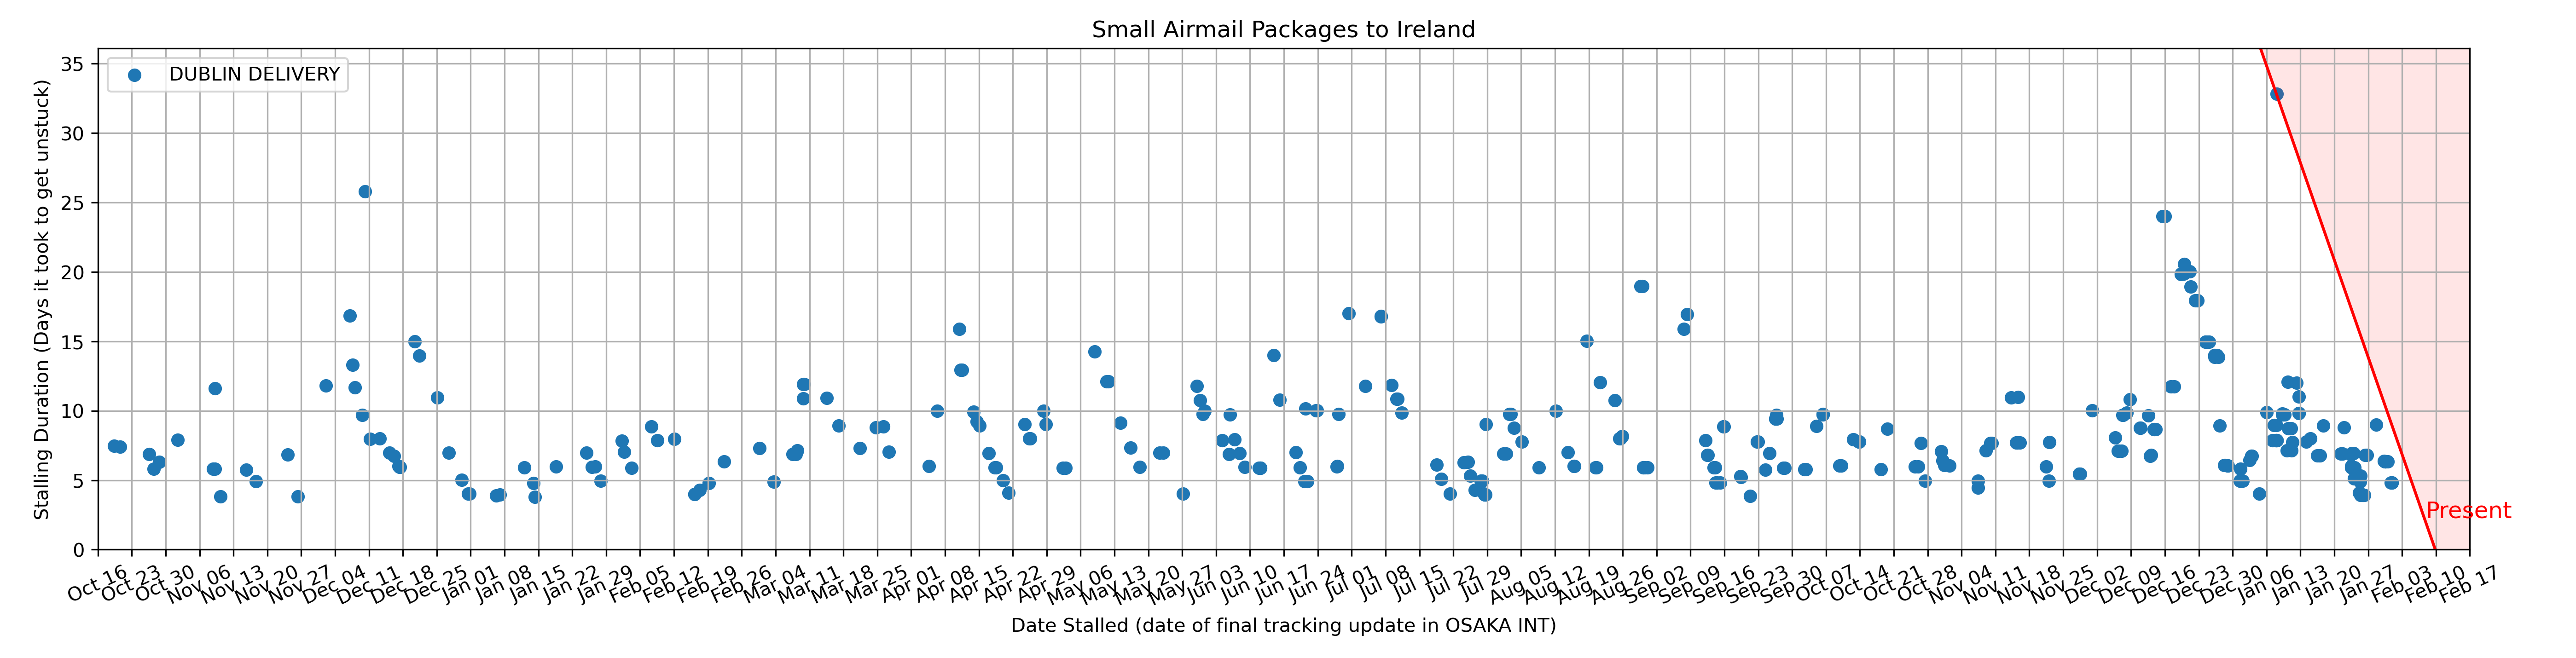 Small Airmail Packages to Ireland
DUBLIN DELIVERY
Stalling Duration (Days it took to get unstuck)
35
30
25
20
15
10
5
0
Present
Oct 16
Oct 23
Oct 30
Nov 06
Nov 13
Nov 20
Nov 27
Dec 04
Dec 11
Dec 18
Dec 25
Jan 01
Jan 08
Jan 15
Jan 22
Jan 29
Feb 05
Feb 12
Feb 19
Feb 26
Mar 04
Mar 11
Mar 18
Mar 25
Apr 01
Apr 08
Apr 15
Apr 22
Apr 29
May 06
May 13
May 20
May 27
Jun 03
Jun 10
Jun 17
Jun 24
Jul 01
Jul 08
Jul 15
Jul 22
Jul 29
Aug 05
Aug 12
Aug 19
Aug 26
Sep 02
Sep 09
Sep 16
Sep 23
Sep 30
Oct 07
Oct 14
Oct 21
Oct 28
Nov 04
Nov 11
Nov 18
Nov 25
Dec 02
Dec 09
Dec 16
Dec 23
Dec 30
Jan 06
Jan 13
Jan 20
Jan 27
Feb 03
Feb 10
Feb 17
Date Stalled (date of final tracking update in OSAKA INT)